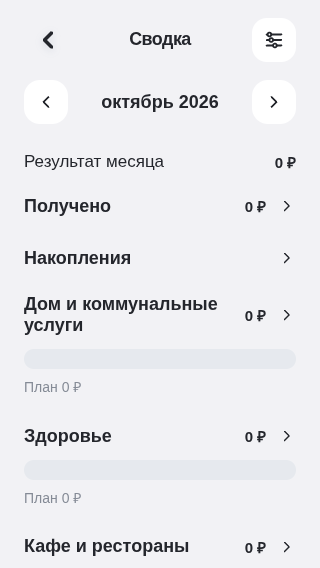 Сводка
октябрь 2026
Результат месяца 0 ₽
Получено 0 ₽
Накопления
Дом и коммунальные
услуги 0 ₽
План 0 ₽
Здоровье 0 ₽
План 0 ₽
Кафе и рестораны 0 ₽